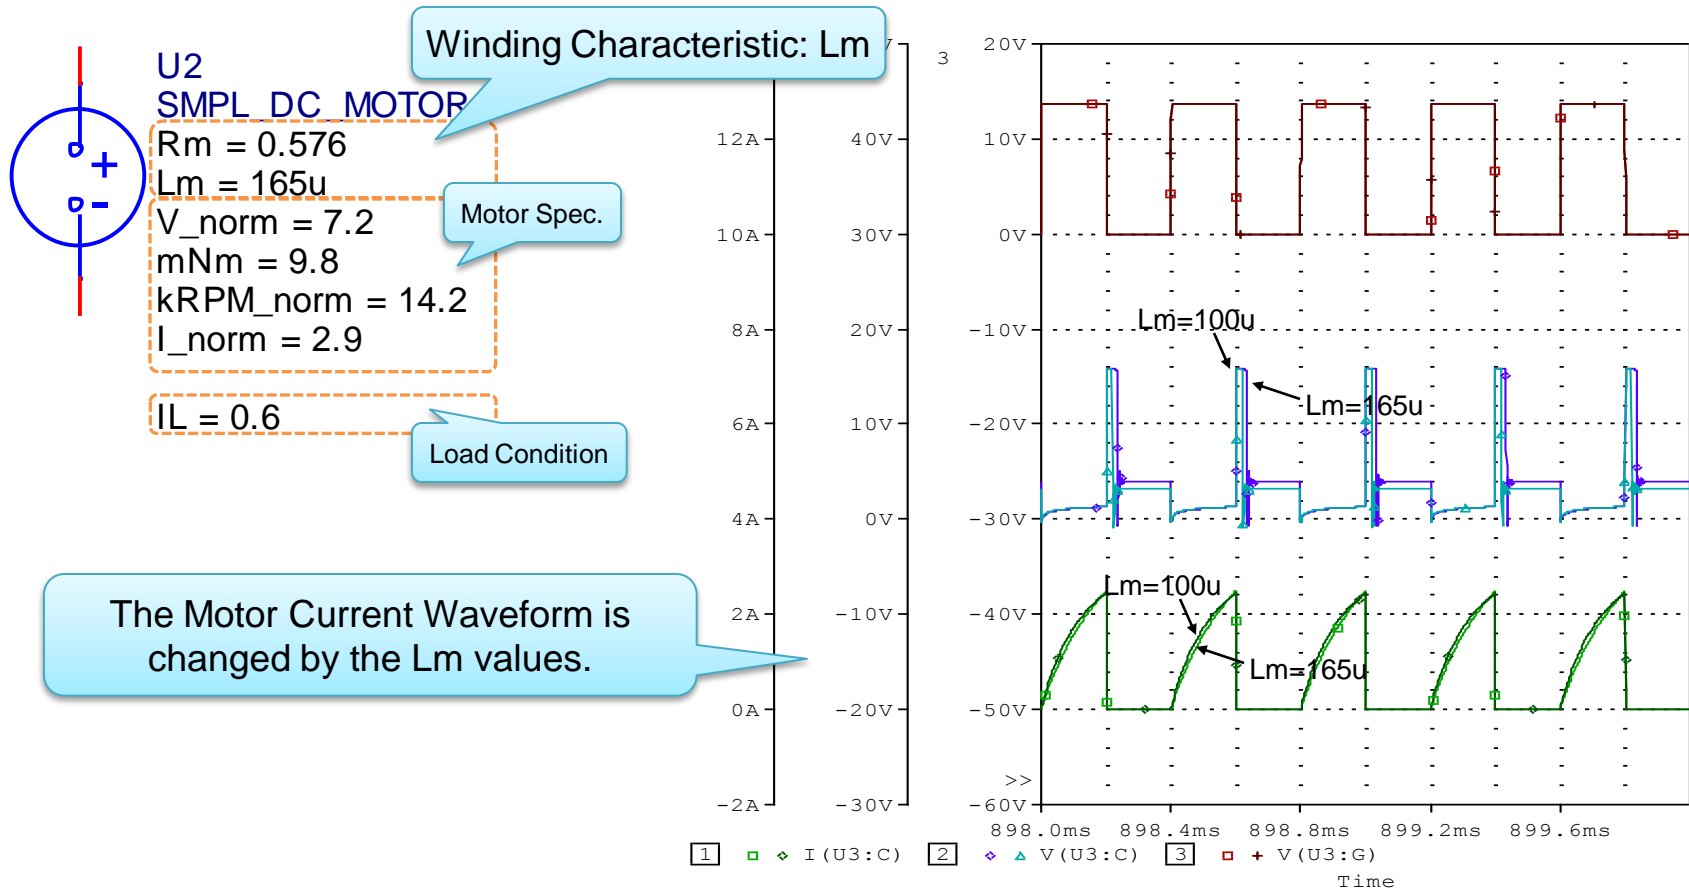 Winding Characteristic: Lm
U2
SMPL_DC_MOTOR
Rm = 0.576
Lm = 165u
V_norm = 7.2
mNm = 9.8
kRPM_norm = 14.2
I_norm = 2.9
IL = 0.6
+
-
Motor Spec.
Load Condition
The Motor Current Waveform is
changed by the Lm values.
12A
10A
8A
6A
4A
2A
0A
-2A
V
40V
30V
20V
10V
0V
-10V
-20V
-30V
3
20V
10V
0V
-10V
-20V
-30V
-40V
-50V
>>
-60V
Lm=100u
Lm=165u
Lm=100u
Lm=165u
898.0ms 898.4ms 898.8ms 899.2ms 899.6ms
1 I(U3:C) 2 V(U3:C) 3 V(U3:G)
Time